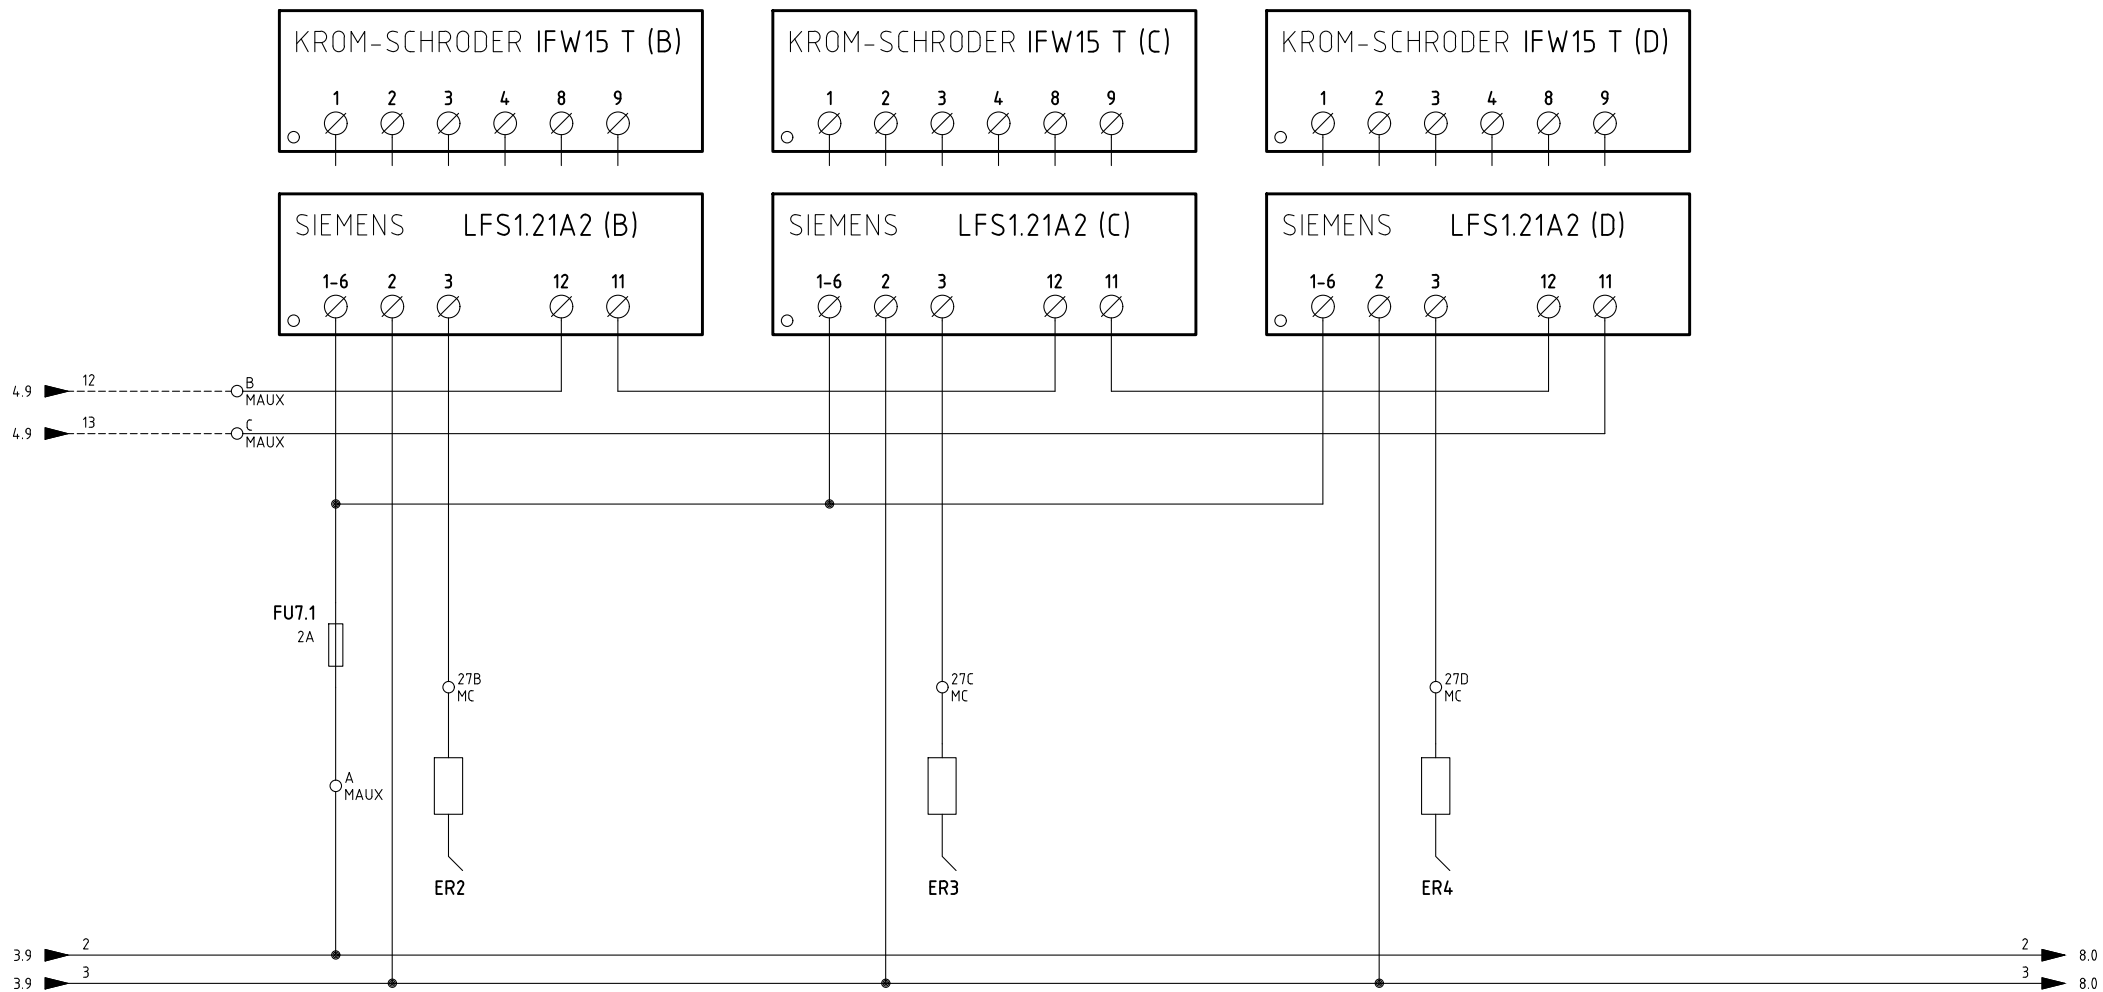 KROM-SCHRODER IFW15 T (B)
1 2 3 4 8 9
KROM-SCHRODER IFW15 T (C)
1 2 3 4 8 9
KROM-SCHRODER IFW15 T (D)
1 2 3 4 8 9
SIEMENS LFS1.21A2 (B)
1-6 2 3 12 11
SIEMENS LFS1.21A2 (C)
1-6 2 3 12 11
SIEMENS LFS1.21A2 (D)
1-6 2 3 12 11
4.9 12 B
MAUX
4.9 13 C
MAUX
FU7.1
2A
27B
MC
27C
MC
27D
MC
A
MAUX
ER2
ER3
ER4
3.9 2 2 8.0
3.9 3 3 8.0